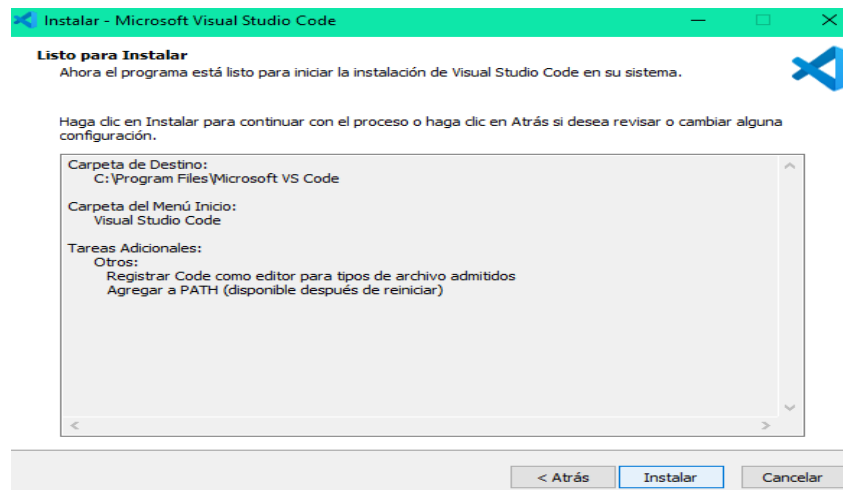 Instalar - Microsoft Visual Studio Code
Listo para Instalar
Ahora el programa está listo para iniciar la instalación de Visual Studio Code en su sistema.
Haga clic en Instalar para continuar con el proceso o haga clic en Atrás si desea revisar o cambiar alguna
configuración.
Carpeta de Destino:
C:\Program Files\Microsoft VS Code
Carpeta del Menú Inicio:
Visual Studio Code
Tareas Adicionales:
Otros:
Registrar Code como editor para tipos de archivo admitidos
Agregar a PATH (disponible después de reiniciar)
< Atrás Instalar Cancelar